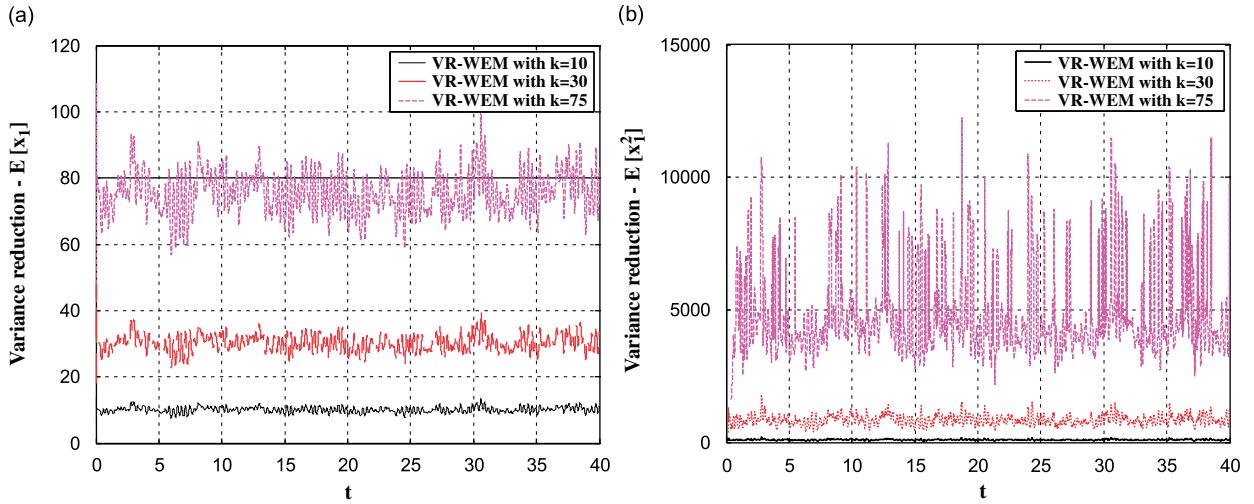 (a)
120
100
80
60
40
20
0
Variance reduction - E [x₁]
VR-WEM with k=10
VR-WEM with k=30
VR-WEM with k=75
0 5 10 15 20 25 30 35 40
t
(b)
15000
10000
5000
0
Variance reduction - E [x₁²]
VR-WEM with k=10
VR-WEM with k=30
VR-WEM with k=75
0 5 10 15 20 25 30 35 40
t